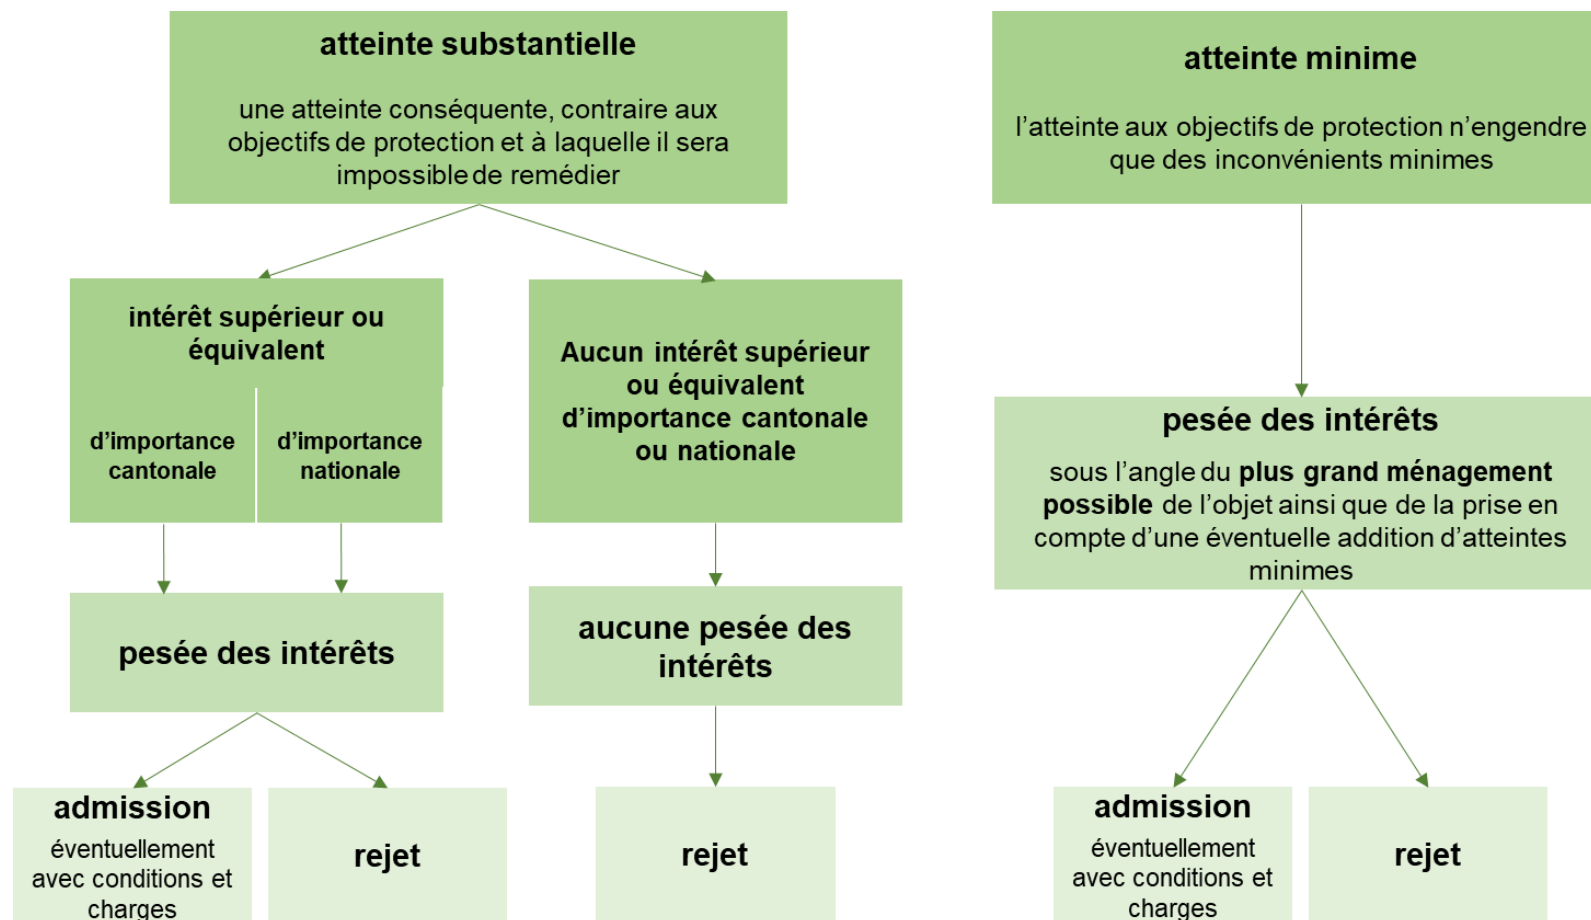 atteinte substantielle
une atteinte conséquente, contraire aux
objectifs de protection et à laquelle il sera
impossible de remédier
atteinte minime
l’atteinte aux objectifs de protection n’engendre
que des inconvénients minimes
intérêt supérieur ou
équivalent
d’importance
cantonale
d’importance
nationale
Aucun intérêt supérieur
ou équivalent
d’importance cantonale
ou nationale
pesée des intérêts
sous l’angle du plus grand ménagement
possible de l’objet ainsi que de la prise en
compte d’une éventuelle addition d’atteintes
minimes
pesée des intérêts
aucune pesée des
intérêts
admission
éventuellement
avec conditions et
charges
rejet
rejet
admission
éventuellement
avec conditions et
charges
rejet